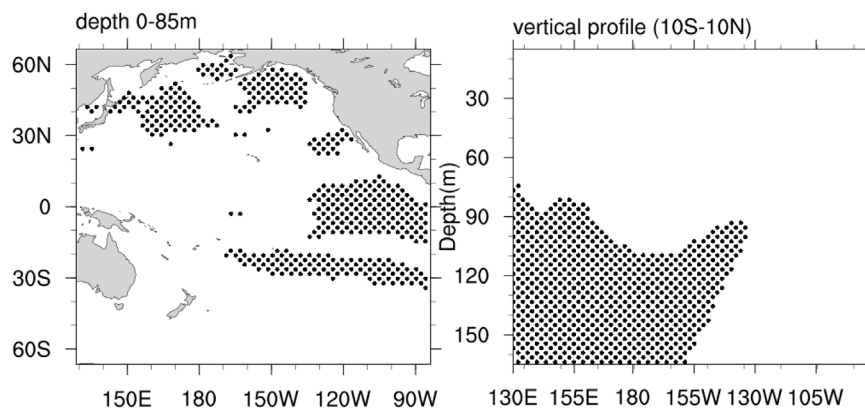 depth 0-85m
60N
30N
0
30S
60S
150E 180 150W 120W 90W
vertical profile (10S-10N)
Depth(m)
30
60
90
120
150
130E 155E 180 155W 130W 105W